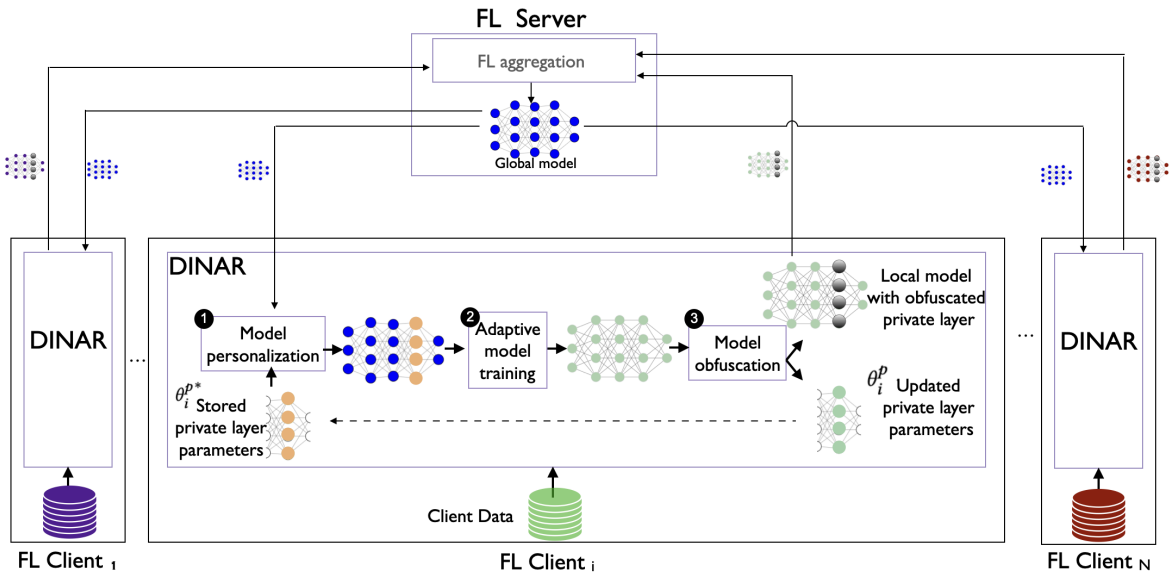 FL Server
FL aggregation
Global model
DINAR
1
Model
personalization
2
Adaptive
model
training
3
Model
obfuscation
Local model
with obfuscated
private layer
θ_i^{p*} Stored
private layer
parameters
θ_i^p Updated
private layer
parameters
DINAR
...
...
DINAR
Client Data
FL Client 1
FL Client i
FL Client N